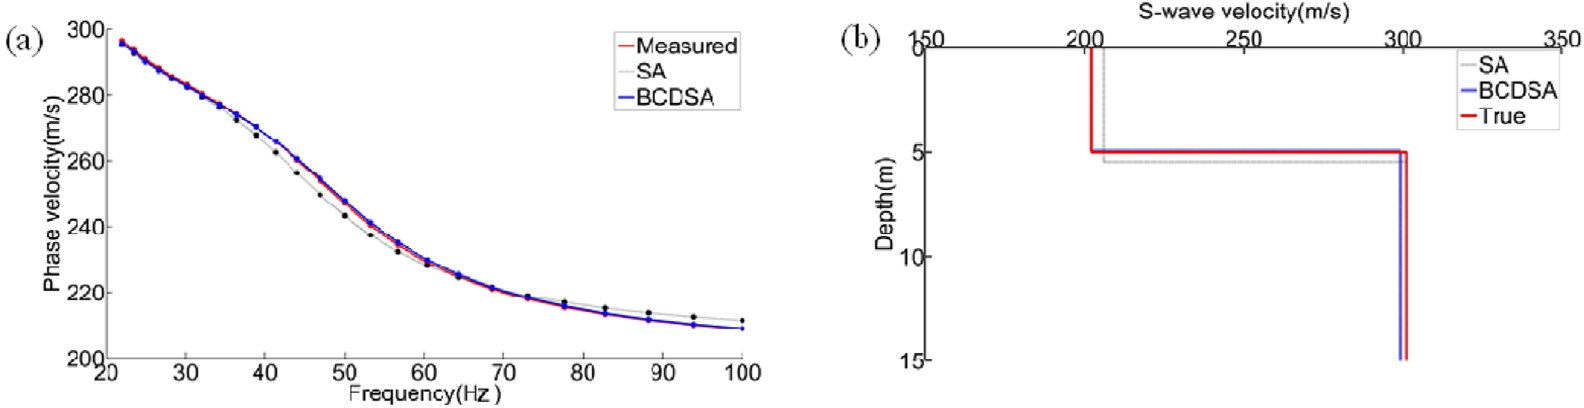 (a)
300
280
260
240
220
200
Phase velocity(m/s)
20 30 40 50 60 70 80 90 100
Frequency(Hz )
Measured
SA
BCDSA
(b)
S-wave velocity(m/s)
150 200 250 300 350
0
5
10
15
Depth(m)
SA
BCDSA
True